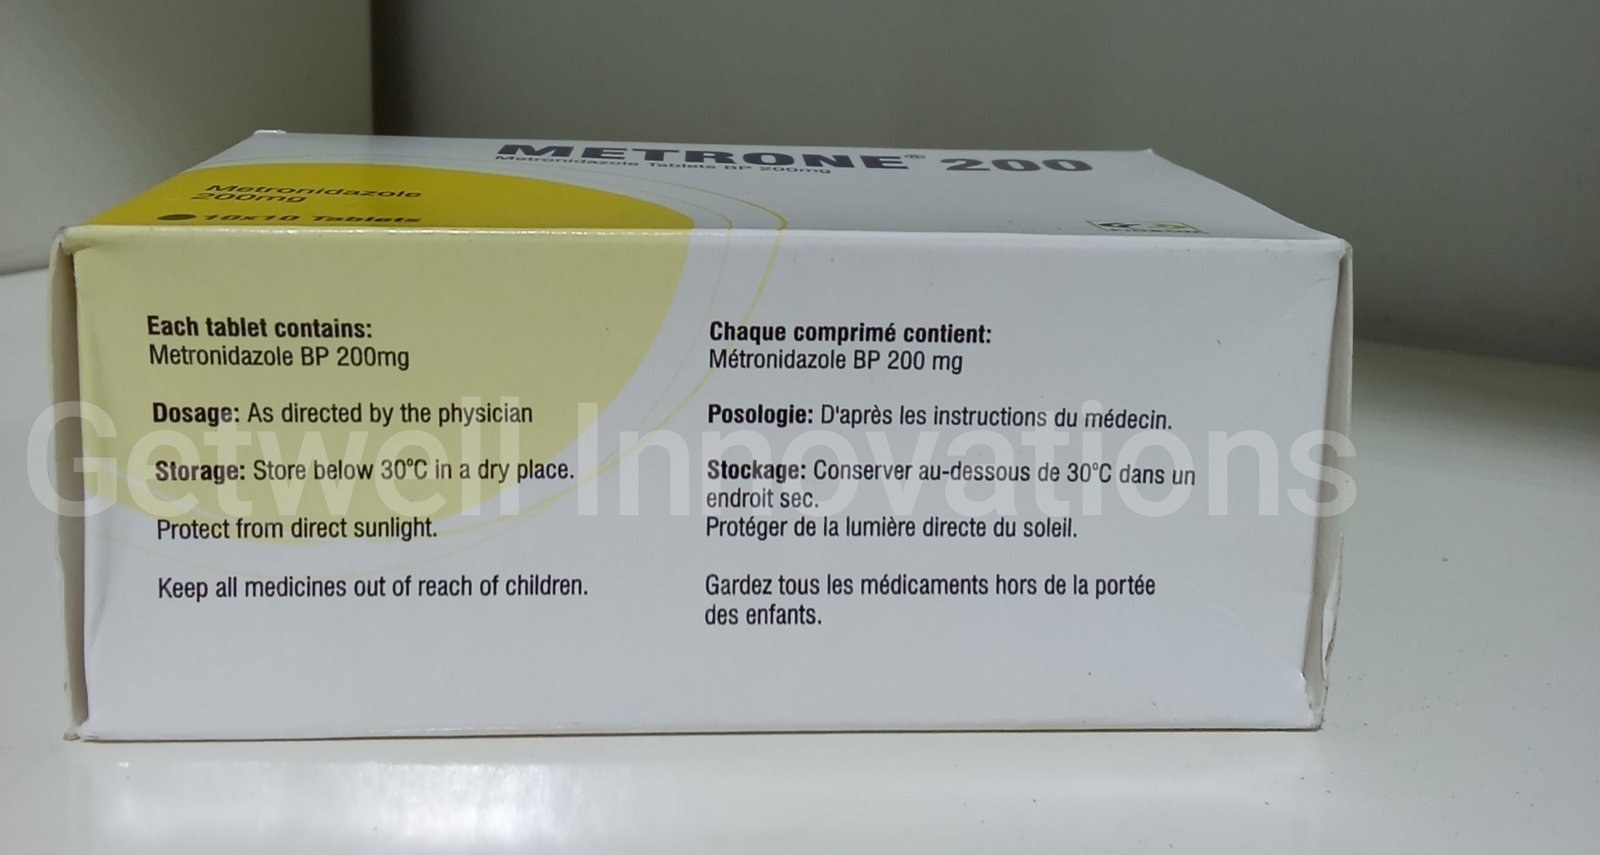 METRONE® 200
Metronidazole Tablets BP 200mg
Metronidazole
200mg
10x10 Tablets
Each tablet contains:
Metronidazole BP 200mg
Dosage: As directed by the physician
Storage: Store below 30°C in a dry place.
Protect from direct sunlight.
Keep all medicines out of reach of children.
Chaque comprimé contient:
Métronidazole BP 200 mg
Posologie: D'après les instructions du médecin.
Stockage: Conserver au-dessous de 30°C dans un
endroit sec.
Protéger de la lumière directe du soleil.
Gardez tous les médicaments hors de la portée
des enfants.
Getwell Innovations